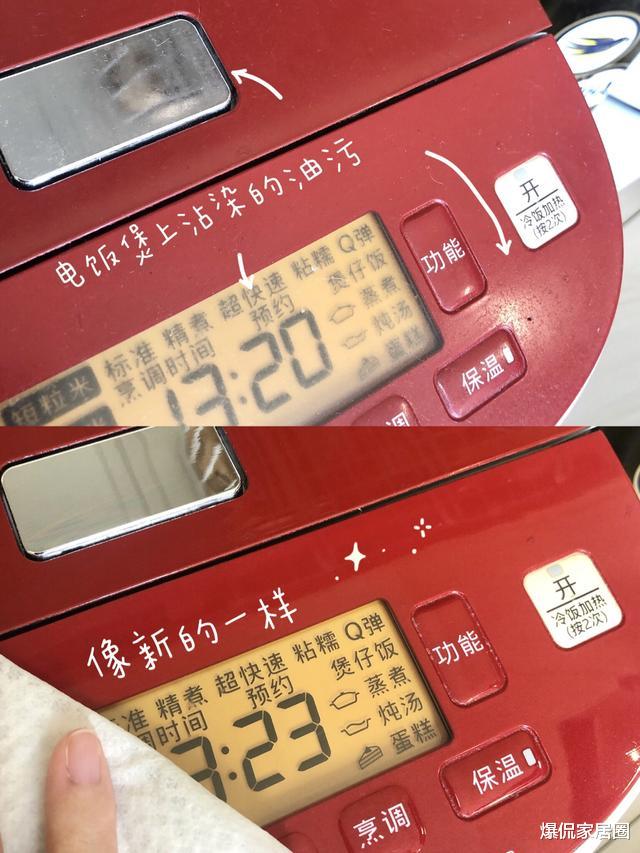 电饭煲上沾染的油污
开
冷饭加热
(按2次)
功能
保温
标准 精煮 超快速 粘糯 Q弹
烹调时间 预约 煲仔饭
蒸煮
炖汤
蛋糕
短粒米
13:20
调
像新的一样
开
冷饭加热
(按2次)
功能
保温
烹调
准 精煮 超快速 粘糯 Q弹
调时间 预约 煲仔饭
蒸煮
炖汤
蛋糕
3:23
爆侃家居圈